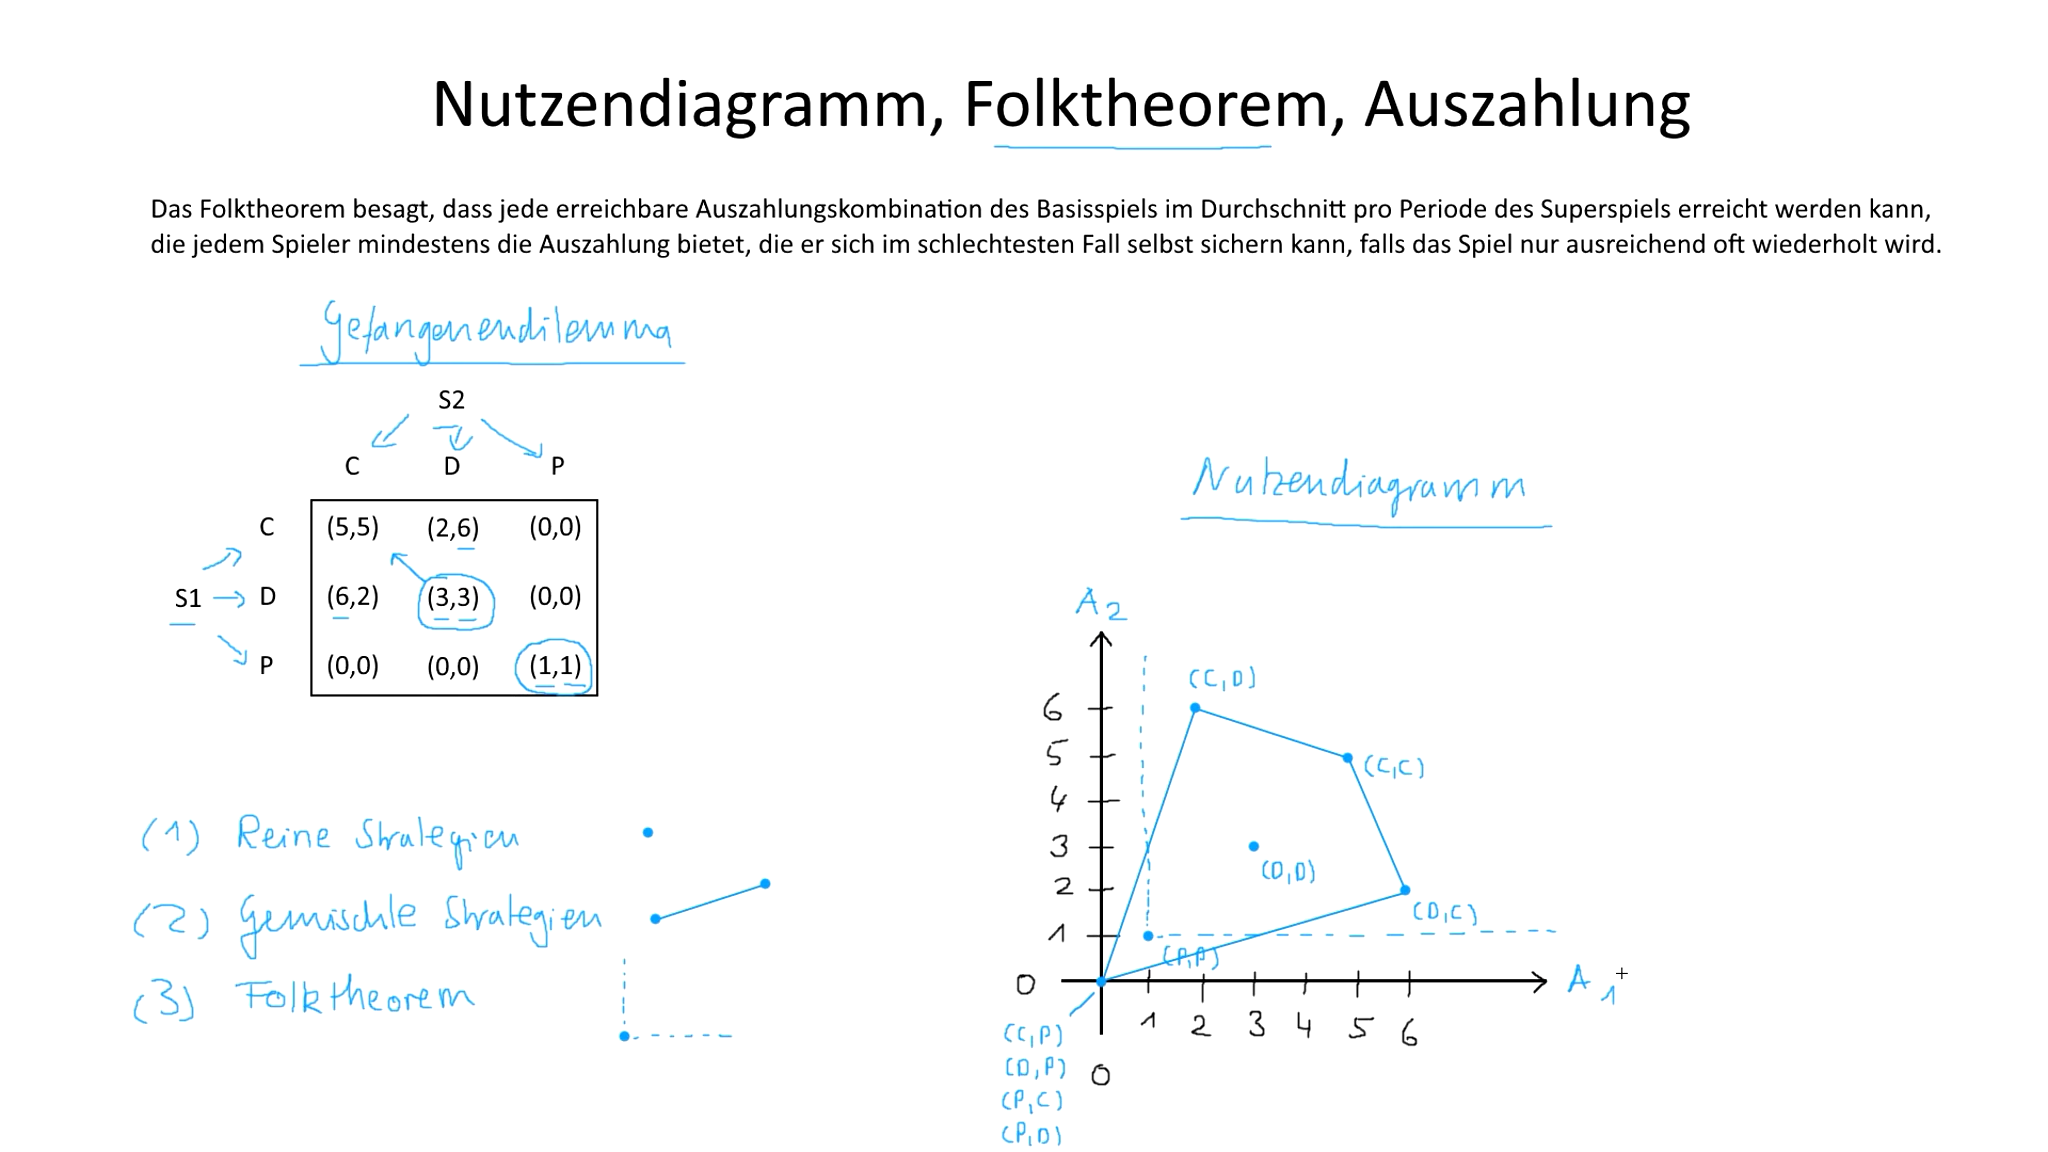 Nutzendiagramm, Folktheorem, Auszahlung
Das Folktheorem besagt, dass jede erreichbare Auszahlungskombination des Basisspiels im Durchschnitt pro Periode des Superspiels erreicht werden kann,
die jedem Spieler mindestens die Auszahlung bietet, die er sich im schlechtesten Fall selbst sichern kann, falls das Spiel nur ausreichend oft wiederholt wird.
Gefangenendilemma
S2
C D P
C (5,5) (2,6) (0,0)
S1 D (6,2) (3,3) (0,0)
P (0,0) (0,0) (1,1)
(1) Reine Strategien
(2) Gemischte Strategien
(3) Folktheorem
Nutzendiagramm
A2
(C,D)
6
5
(C,C)
4
3
(D,D)
2
(D,C)
1
(P,P)
0
A1
1 2 3 4 5 6
(C,P)
(D,P)
0
(P,C)
(P,D)